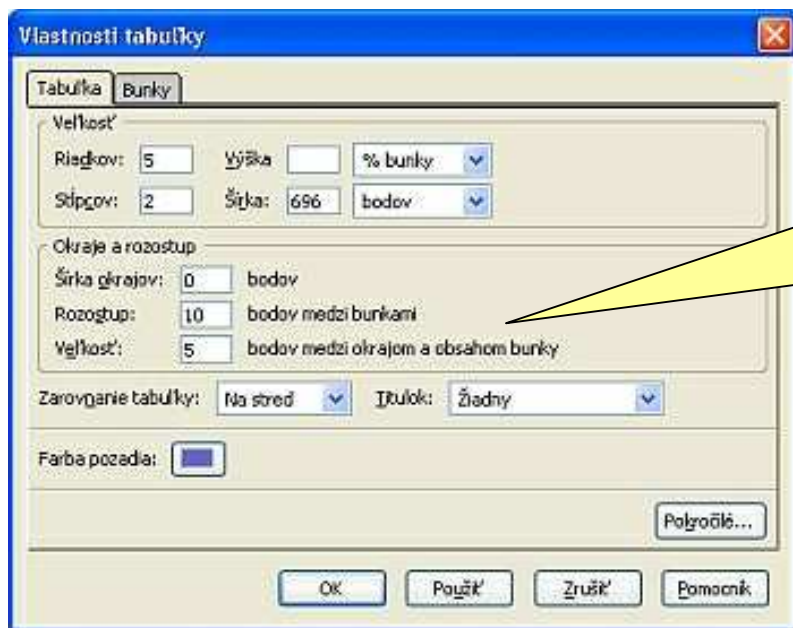 Vlastnosti tabuľky
Tabuľka Bunky
Veľkosť
Riadkov: 5 Výška % bunky
Stĺpcov: 2 Šírka: 696 bodov
Okraje a rozostup
Šírka okrajov: 0 bodov
Rozostup: 10 bodov medzi bunkami
Veľkosť: 5 bodov medzi okrajom a obsahom bunky
Zarovnanie tabuľky: Na stred Titulok: Žiadny
Farba pozadia:
Pokročilé...
OK Použiť Zrušiť Pomocník